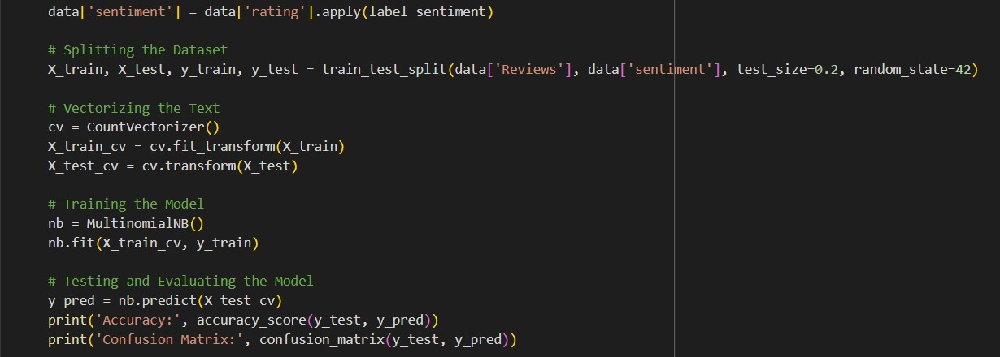 data['sentiment'] = data['rating'].apply(label_sentiment)
# Splitting the Dataset
X_train, X_test, y_train, y_test = train_test_split(data['Reviews'], data['sentiment'], test_size=0.2, random_state=42)
# Vectorizing the Text
cv = CountVectorizer()
X_train_cv = cv.fit_transform(X_train)
X_test_cv = cv.transform(X_test)
# Training the Model
nb = MultinomialNB()
nb.fit(X_train_cv, y_train)
# Testing and Evaluating the Model
y_pred = nb.predict(X_test_cv)
print('Accuracy:', accuracy_score(y_test, y_pred))
print('Confusion Matrix:', confusion_matrix(y_test, y_pred))